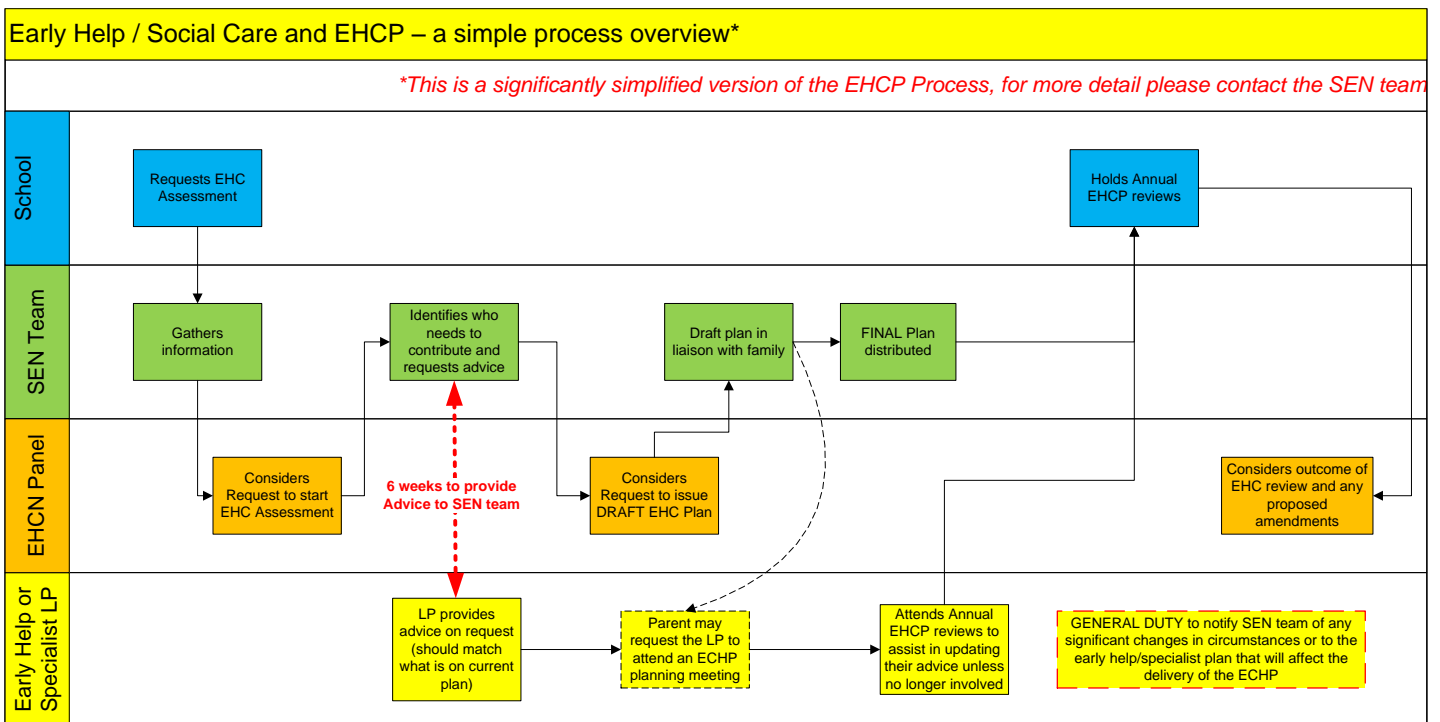 Early Help / Social Care and EHCP – a simple process overview*
*This is a significantly simplified version of the EHCP Process, for more detail please contact the SEN team
School
Requests EHC
Assessment
Holds Annual
EHCP reviews
SEN Team
Gathers
information
Identifies who
needs to
contribute and
requests advice
Draft plan in
liaison with family
FINAL Plan
distributed
EHCN Panel
Considers
Request to start
EHC Assessment
6 weeks to provide
Advice to SEN team
Considers
Request to issue
DRAFT EHC Plan
Considers outcome of
EHC review and any
proposed
amendments
Early Help or
Specialist LP
LP provides
advice on request
(should match
what is on current
plan)
Parent may
request the LP to
attend an ECHP
planning meeting
Attends Annual
EHCP reviews to
assist in updating
their advice unless
no longer involved
GENERAL DUTY to notify SEN team of any
significant changes in circumstances or to the
early help/specialist plan that will affect the
delivery of the ECHP